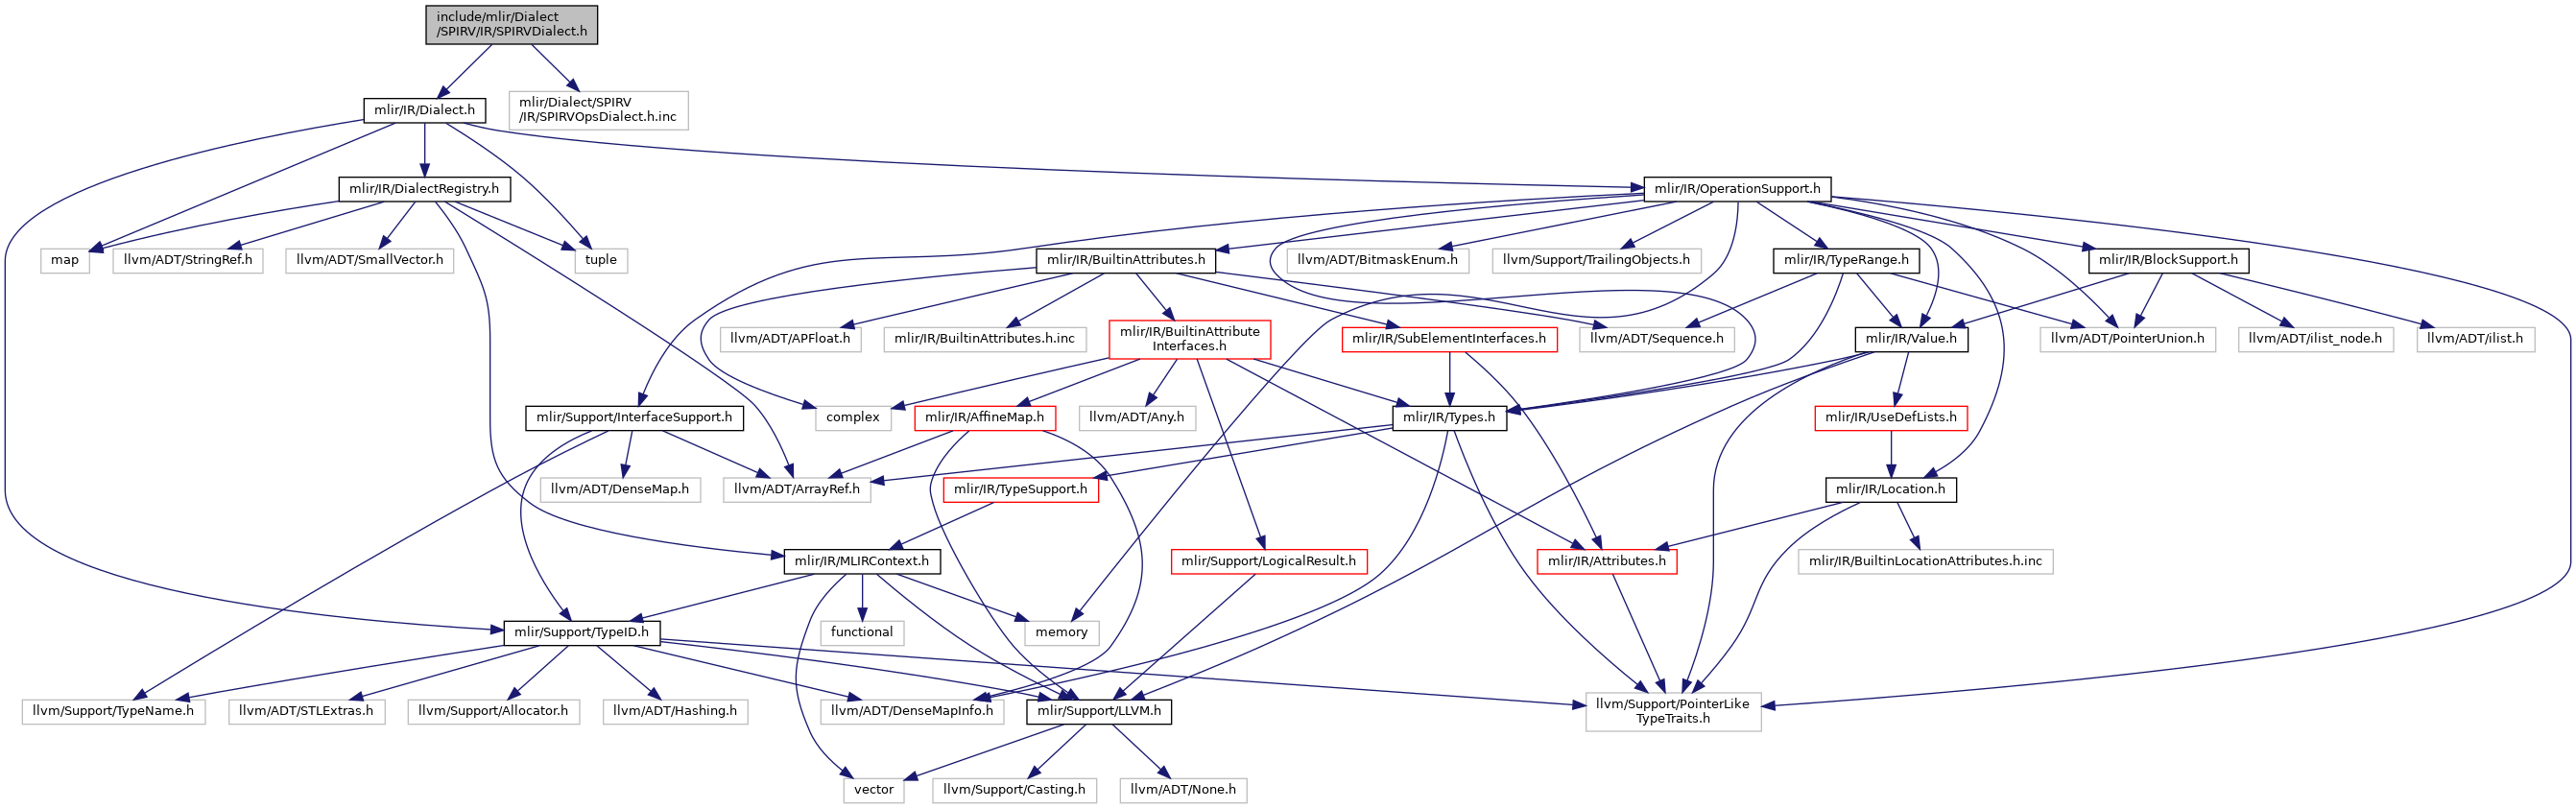 include/mlir/Dialect
/SPIRV/IR/SPIRVDialect.h
mlir/IR/Dialect.h
mlir/Dialect/SPIRV
/IR/SPIRVOpsDialect.h.inc
mlir/IR/DialectRegistry.h
mlir/IR/OperationSupport.h
map
llvm/ADT/StringRef.h
llvm/ADT/SmallVector.h
tuple
mlir/IR/BuiltinAttributes.h
llvm/ADT/BitmaskEnum.h
llvm/Support/TrailingObjects.h
mlir/IR/TypeRange.h
mlir/IR/BlockSupport.h
llvm/ADT/APFloat.h
mlir/IR/BuiltinAttributes.h.inc
mlir/IR/BuiltinAttribute
Interfaces.h
mlir/IR/SubElementInterfaces.h
llvm/ADT/Sequence.h
mlir/IR/Value.h
llvm/ADT/PointerUnion.h
llvm/ADT/ilist_node.h
llvm/ADT/ilist.h
mlir/Support/InterfaceSupport.h
complex
mlir/IR/AffineMap.h
llvm/ADT/Any.h
mlir/IR/Types.h
mlir/IR/UseDefLists.h
llvm/ADT/DenseMap.h
llvm/ADT/ArrayRef.h
mlir/IR/TypeSupport.h
mlir/IR/Location.h
mlir/IR/MLIRContext.h
mlir/Support/LogicalResult.h
mlir/IR/Attributes.h
mlir/IR/BuiltinLocationAttributes.h.inc
mlir/Support/TypeID.h
functional
memory
llvm/Support/TypeName.h
llvm/ADT/STLExtras.h
llvm/Support/Allocator.h
llvm/ADT/Hashing.h
llvm/ADT/DenseMapInfo.h
mlir/Support/LLVM.h
llvm/Support/PointerLike
TypeTraits.h
vector
llvm/Support/Casting.h
llvm/ADT/None.h